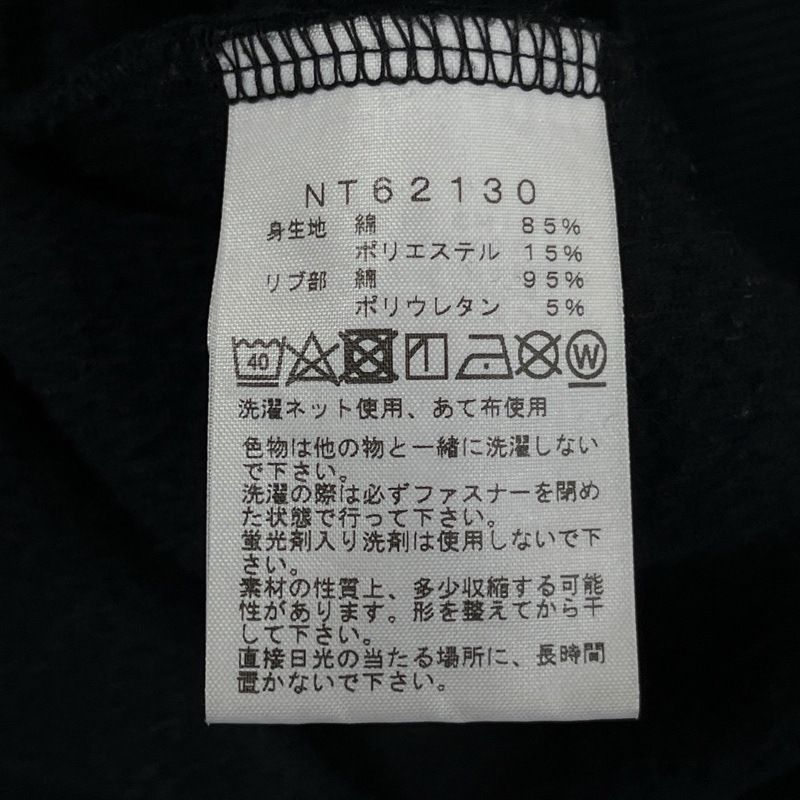 NT62130
身生地 綿 85%
ポリエステル 15%
リブ部 綿 95%
ポリウレタン 5%
40 W
洗濯ネット使用、あて布使用
色物は他の物と一緒に洗濯しない
で下さい。
洗濯の際は必ずファスナーを閉め
た状態で行って下さい。
蛍光剤入り洗剤は使用しないで下
さい。
素材の性質上、多少収縮する可能
性があります。形を整えてから干
して下さい。
直接日光の当たる場所に、長時間
置かないで下さい。